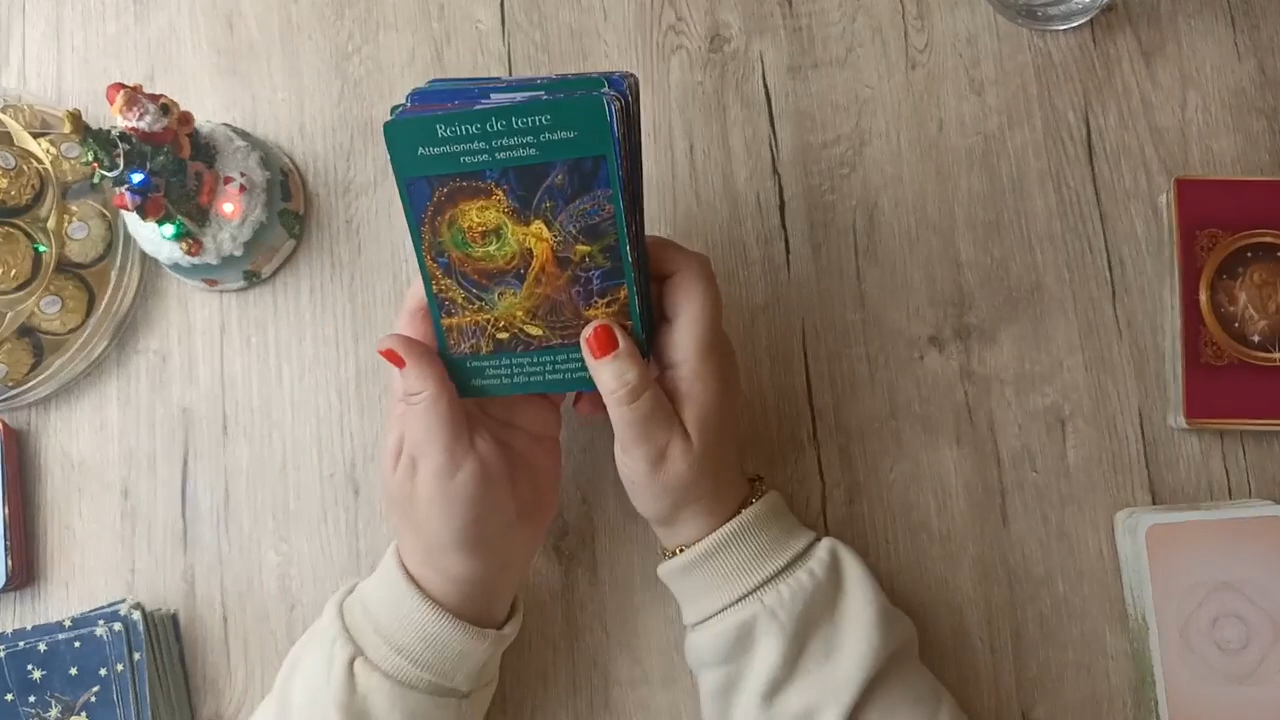 Reine de terre
Attentionnée, créative, chaleu-
reuse, sensible.
Consacrez du temps à ceux qui vous
Abordez les choses de manière
Affrontez les défis avec bonté et